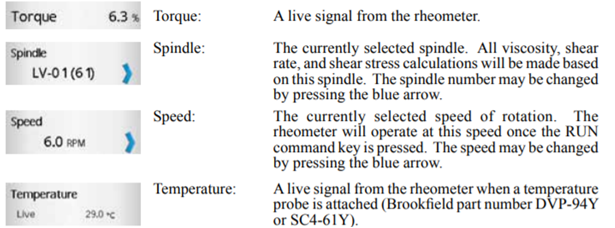 Torque 6.3 % Torque: A live signal from the rheometer.
Spindle Spindle: The currently selected spindle. All viscosity, shear
LV-01(61) rate, and shear stress calculations will be made based
on this spindle. The spindle number may be changed
by pressing the blue arrow.
Speed Speed: The currently selected speed of rotation. The
6.0 RPM rheometer will operate at this speed once the RUN
command key is pressed. The speed may be changed
by pressing the blue arrow.
Temperature Temperature: A live signal from the rheometer when a temperature
Live 29.0 °C probe is attached (Brookfield part number DVP-94Y
or SC4-61Y).